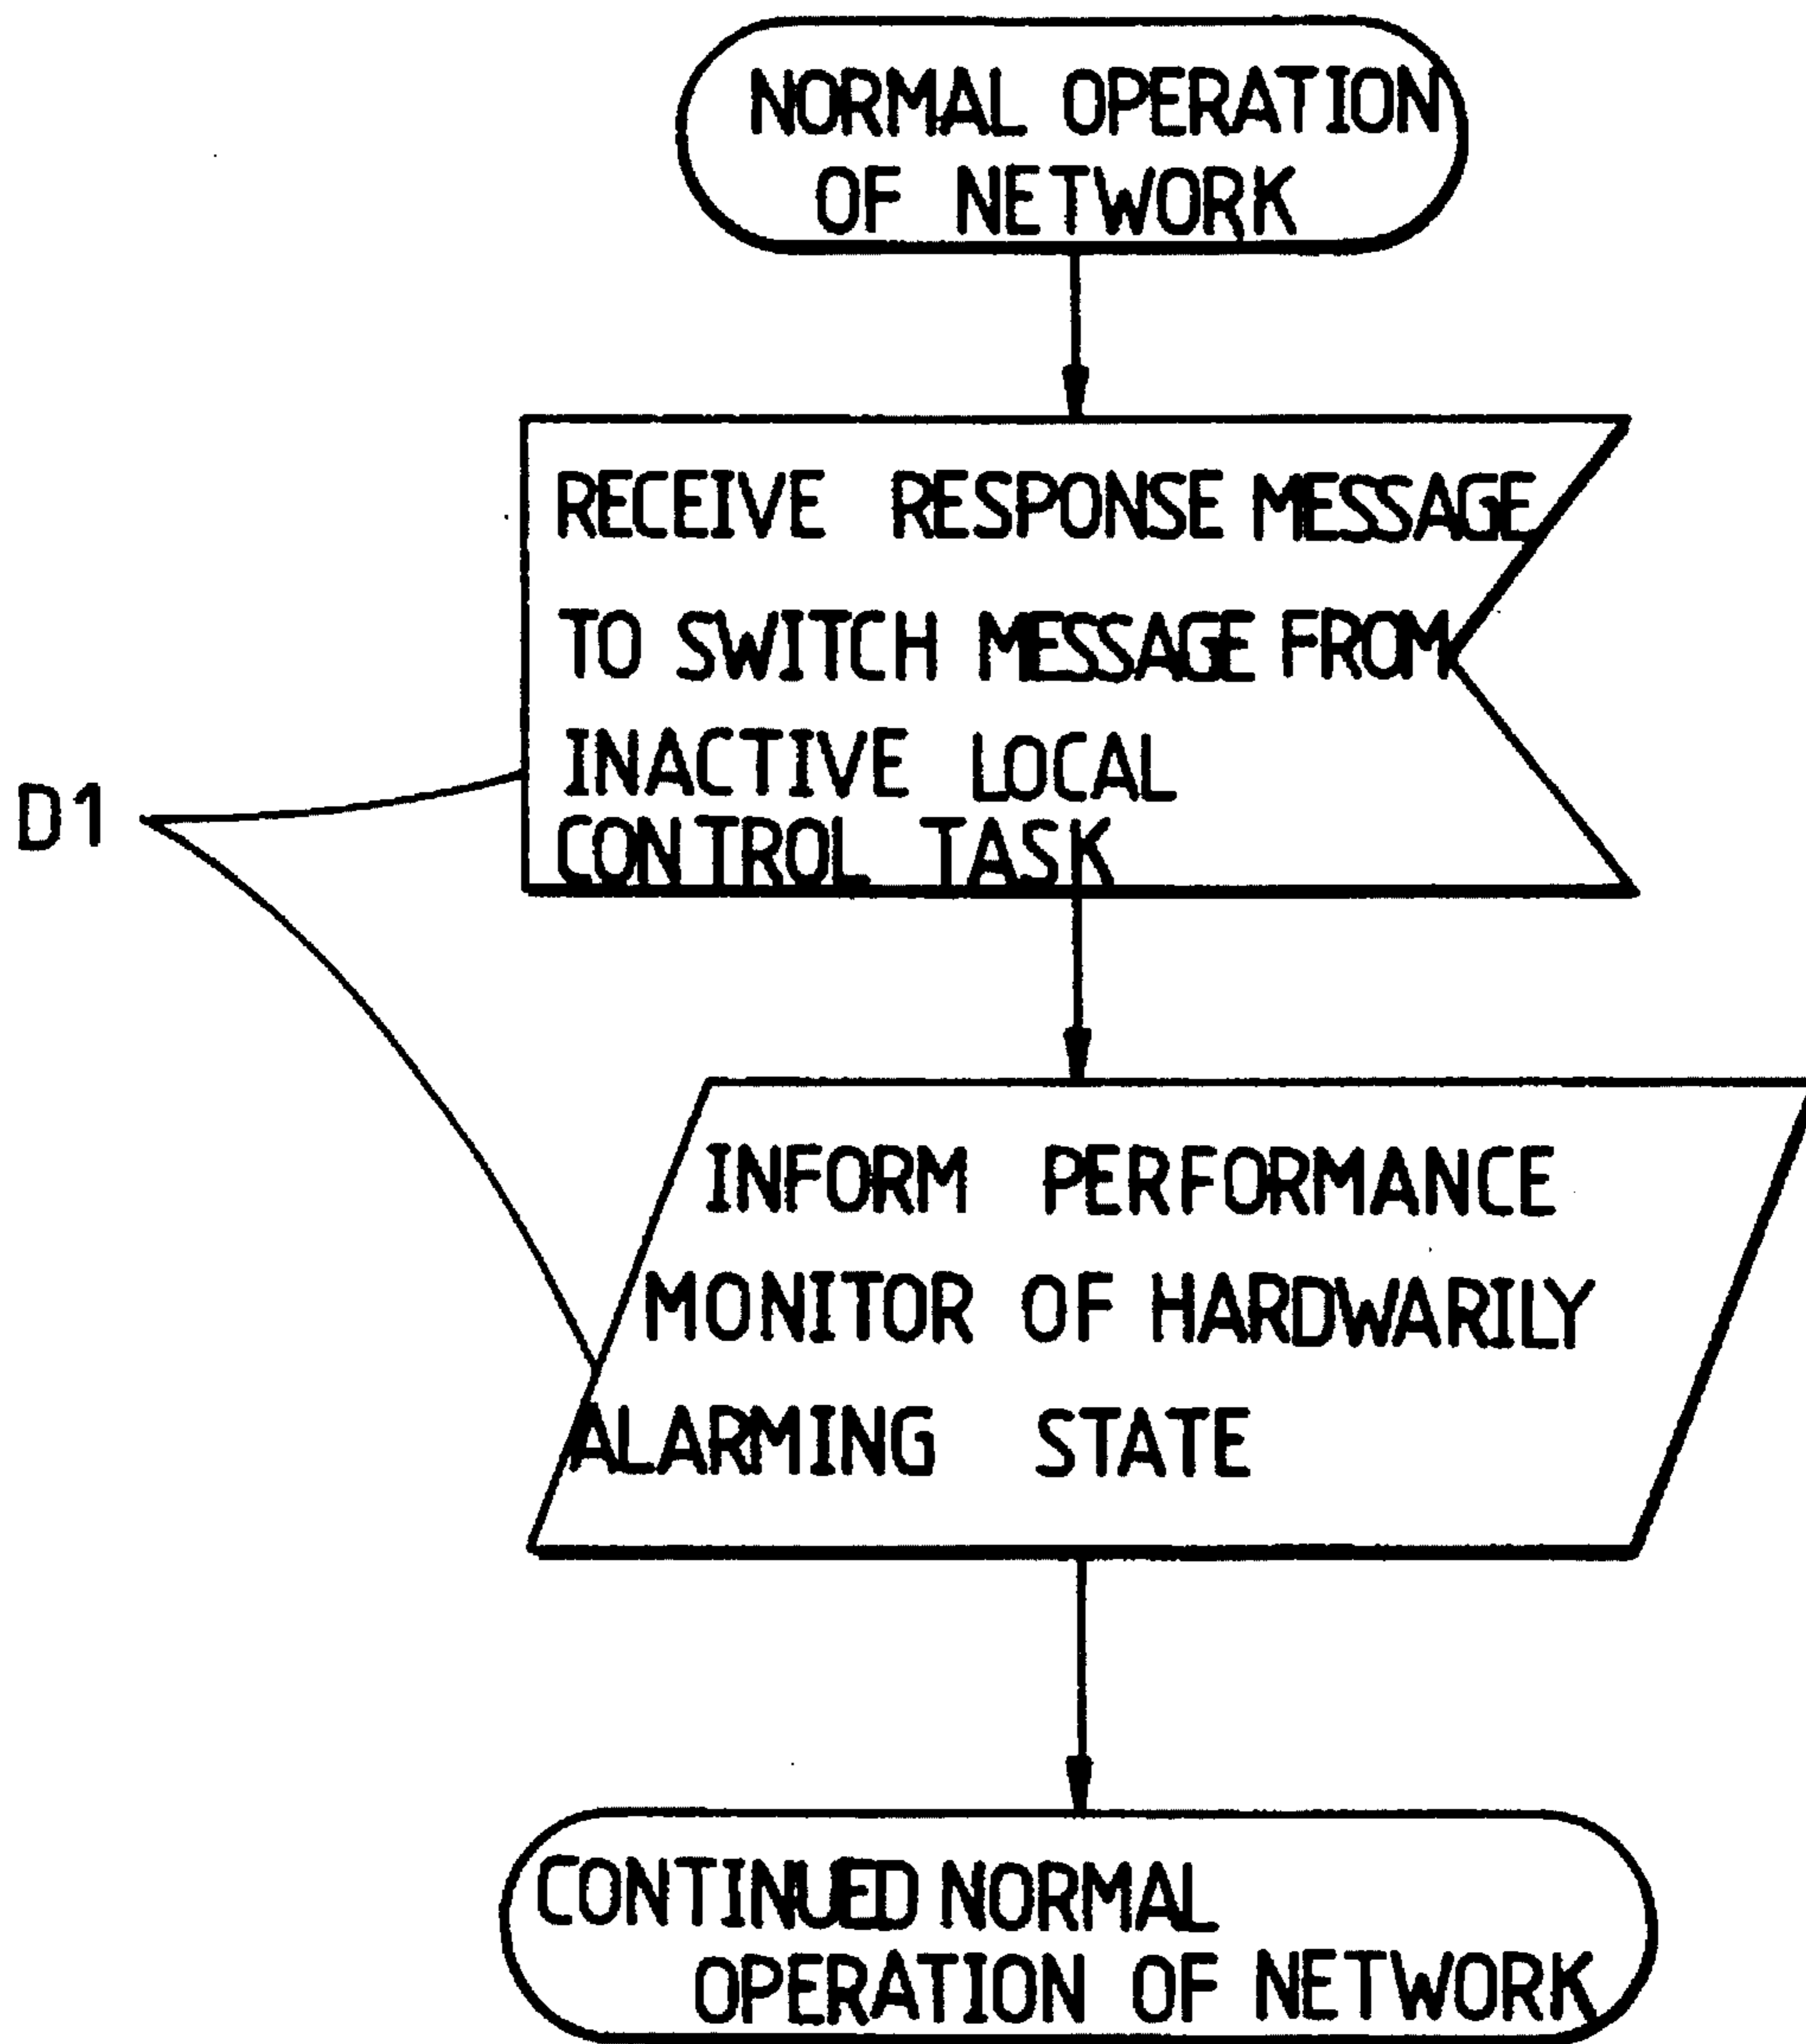 NORMAL OPERATION
OF NETWORK
RECEIVE RESPONSE MESSAGE
TO SWITCH MESSAGE FROM
INACTIVE LOCAL
CONTROL TASK
D1
INFORM PERFORMANCE
MONITOR OF HARDWARILY
ALARMING STATE
CONTINUED NORMAL
OPERATION OF NETWORK